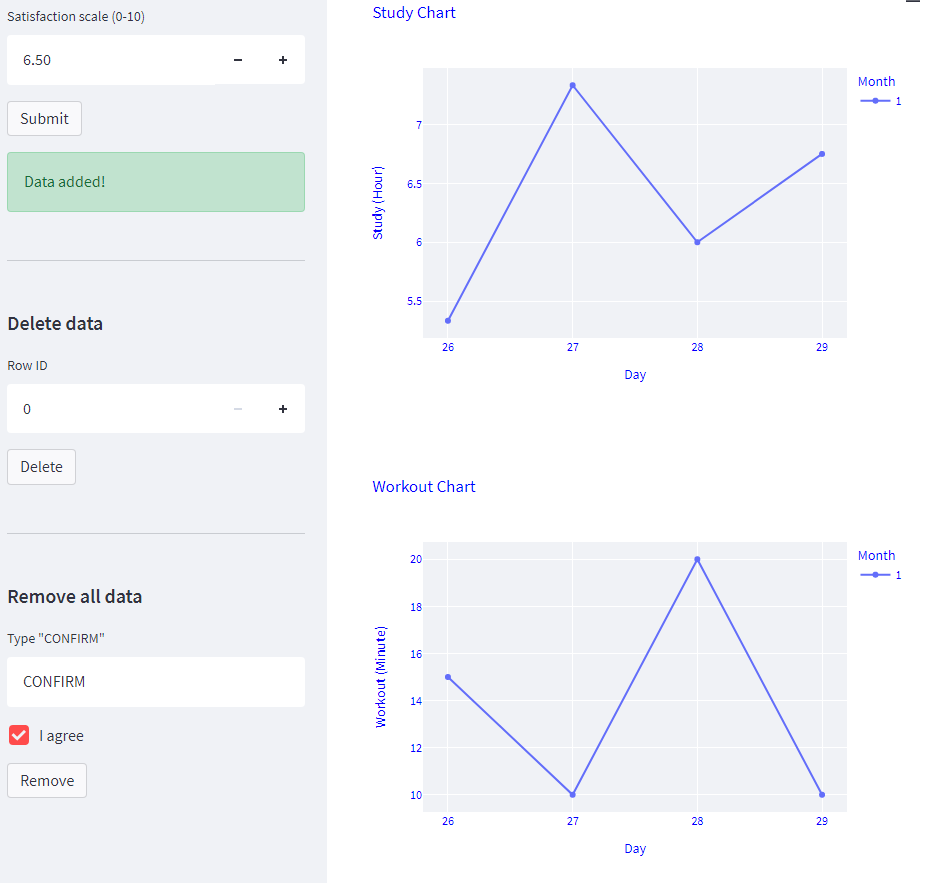 Satisfaction scale (0-10)
6.50
Submit
Data added!
Delete data
Row ID
0
Delete
Remove all data
Type "CONFIRM"
CONFIRM
I agree
Remove
Study Chart
Month
1
Study (Hour)
7
6.5
6
5.5
26 27 28 29
Day
Workout Chart
Month
1
Workout (Minute)
20
18
16
14
12
10
26 27 28 29
Day